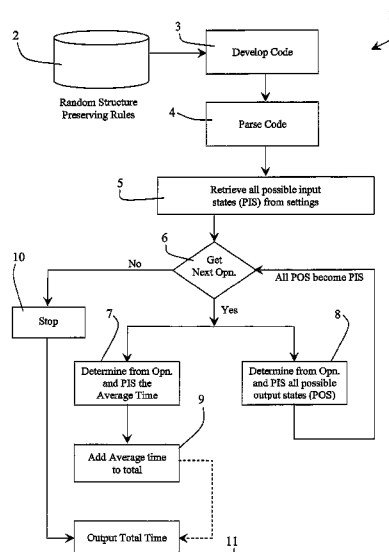 2
Random Structure
Preserving Rules
3
Develop Code
4
Parse Code
5
Retrieve all possible input
states (PIS) from settings
6
Get
Next Opn.
No
All POS become PIS
Yes
10
Stop
7
Determine from Opn.
and PIS the
Average Time
8
Determine from Opn.
and PIS all possible
output states (POS)
9
Add Average time
to total
Output Total Time
11